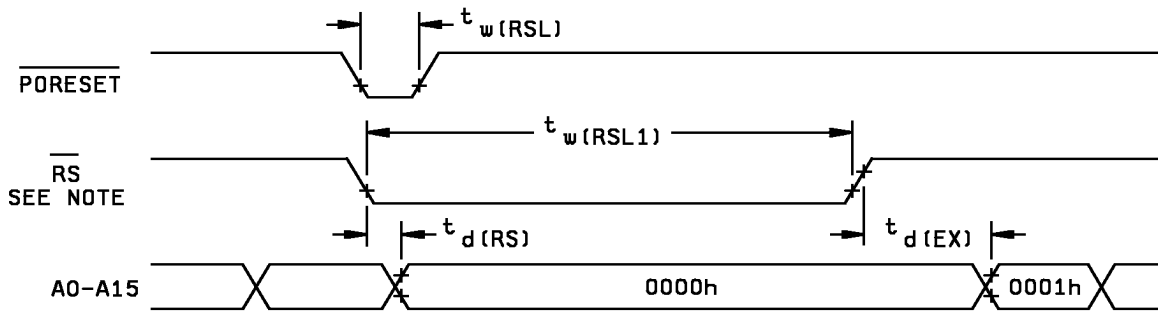 t w(RSL)
PORESET
t w(RSL1)
RS
SEE NOTE
t d(RS)
t d(EX)
A0-A15
0000h
0001h